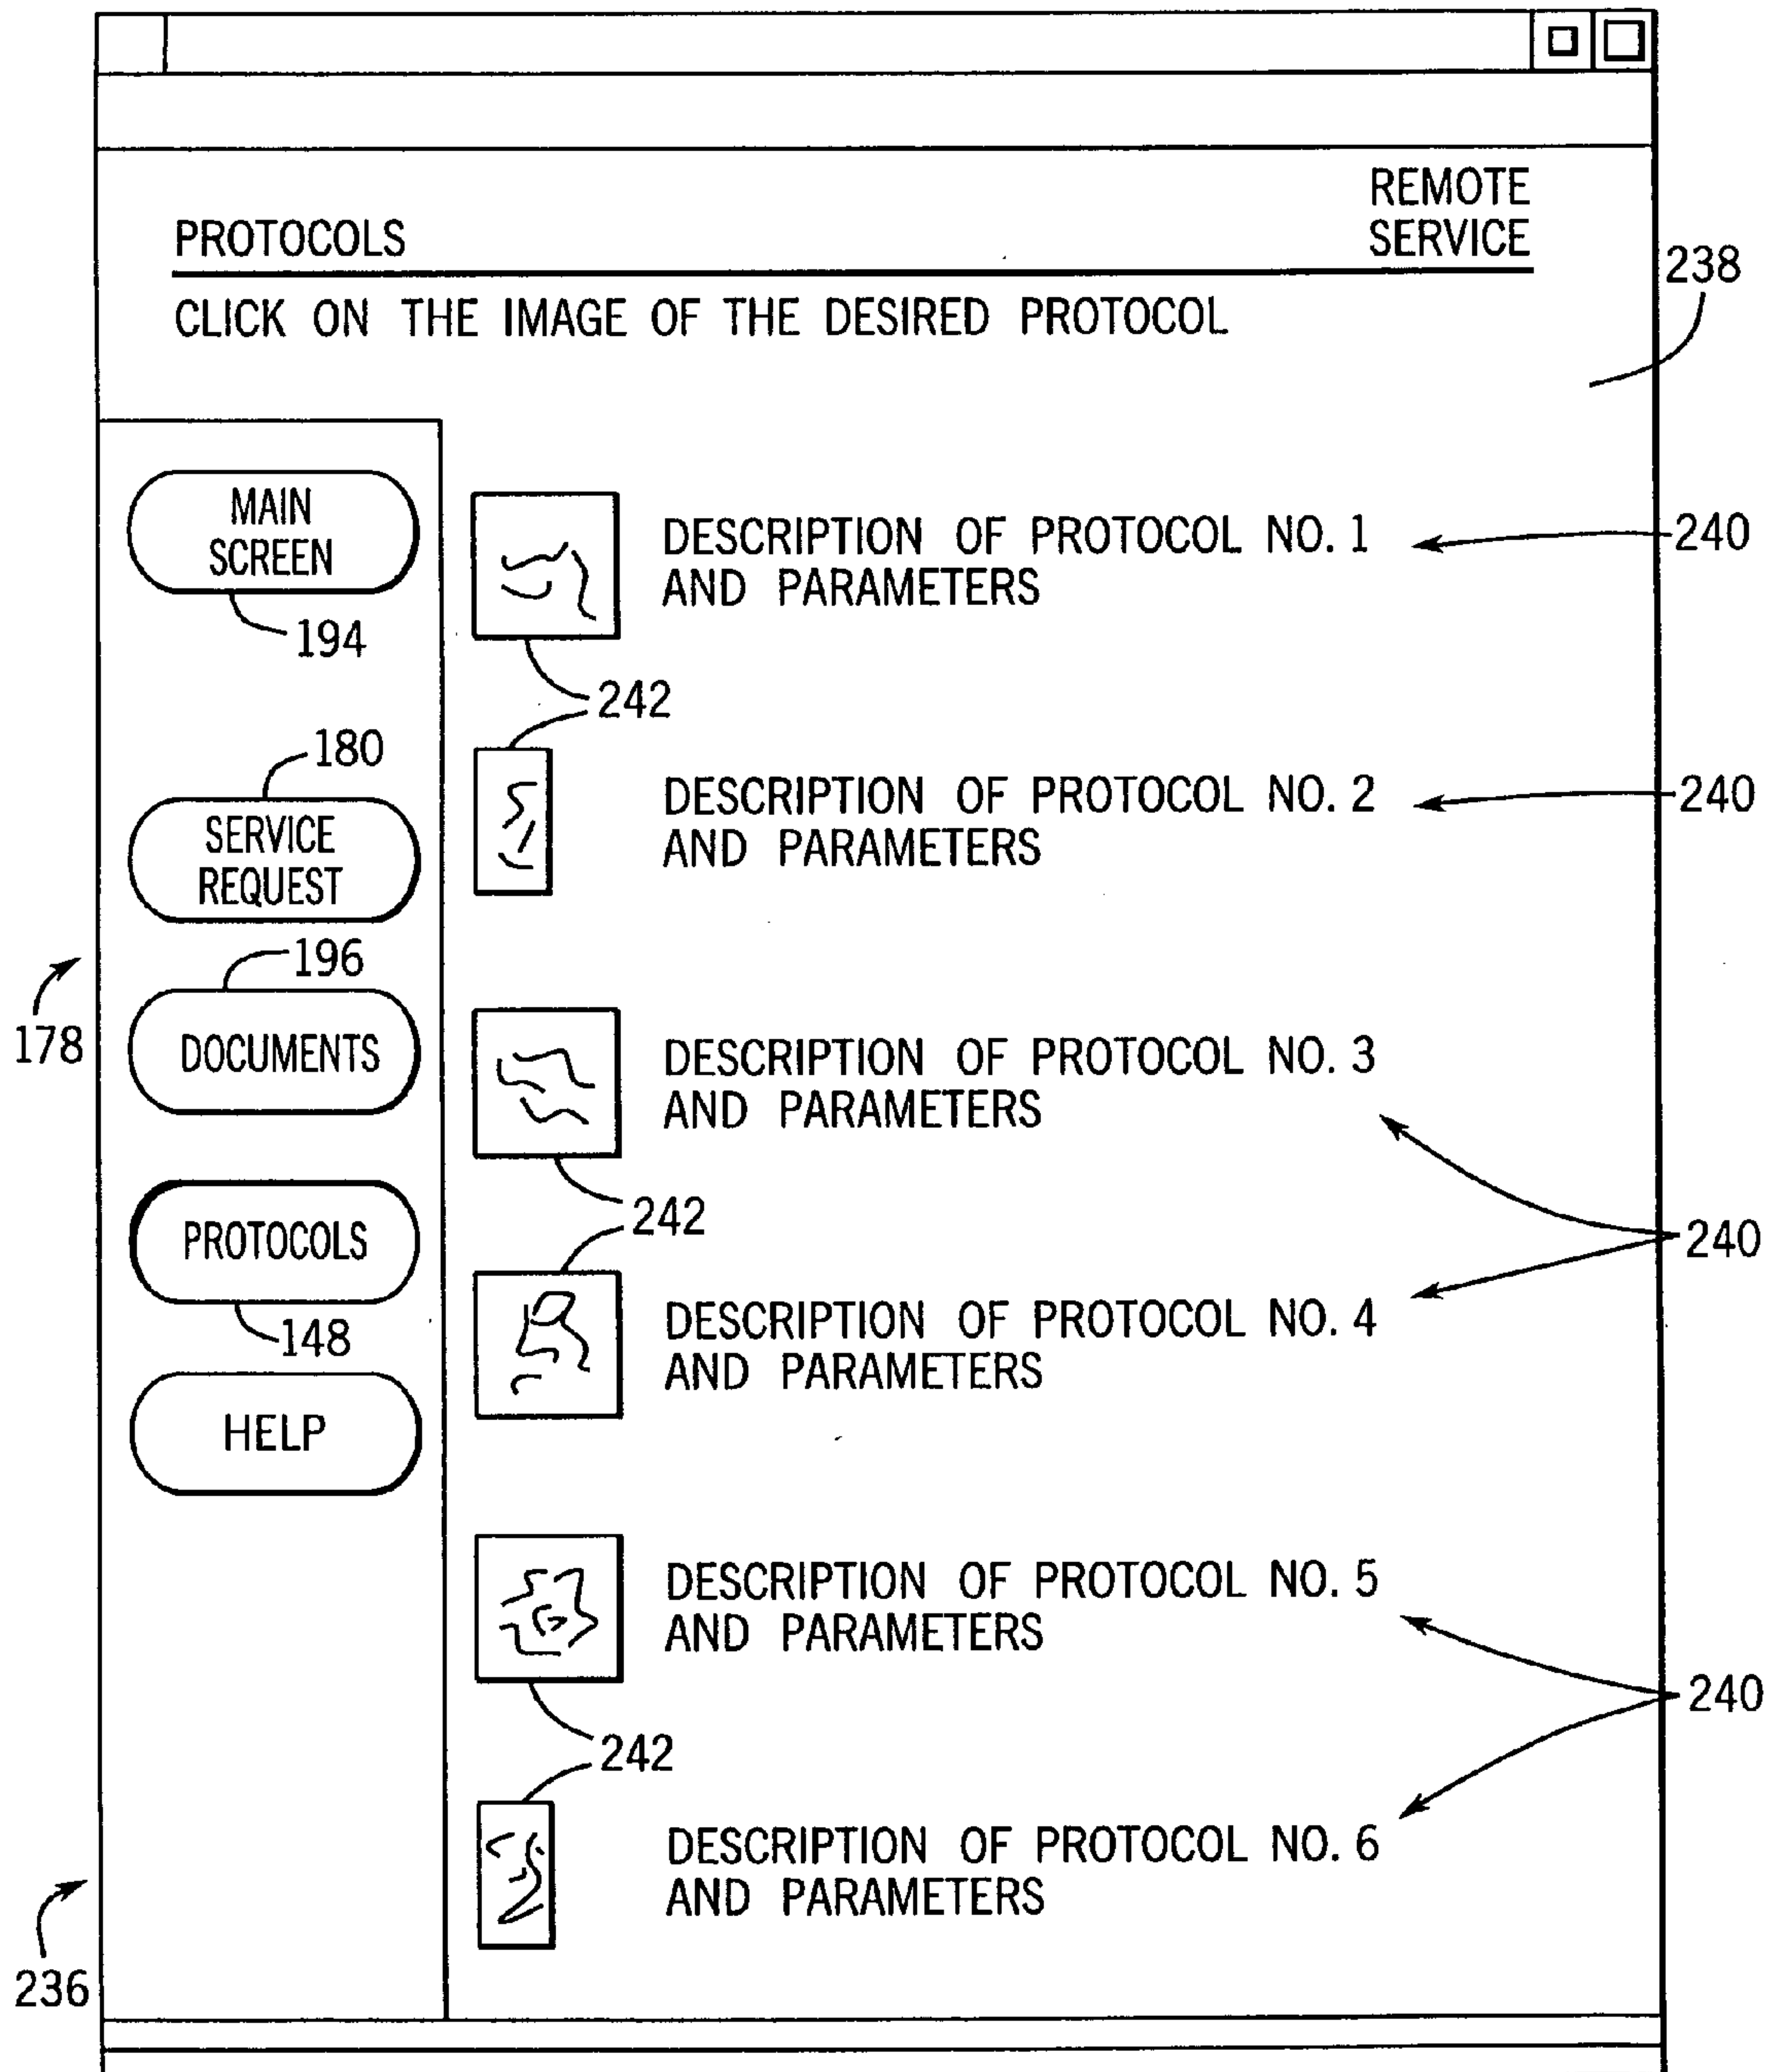 REMOTE
SERVICE
PROTOCOLS
238
CLICK ON THE IMAGE OF THE DESIRED PROTOCOL
MAIN
SCREEN
194
DESCRIPTION OF PROTOCOL NO. 1
AND PARAMETERS
240
242
180
SERVICE
REQUEST
DESCRIPTION OF PROTOCOL NO. 2
AND PARAMETERS
240
196
178
DOCUMENTS
DESCRIPTION OF PROTOCOL NO. 3
AND PARAMETERS
242
240
PROTOCOLS
148
DESCRIPTION OF PROTOCOL NO. 4
AND PARAMETERS
HELP
DESCRIPTION OF PROTOCOL NO. 5
AND PARAMETERS
240
242
DESCRIPTION OF PROTOCOL NO. 6
AND PARAMETERS
236